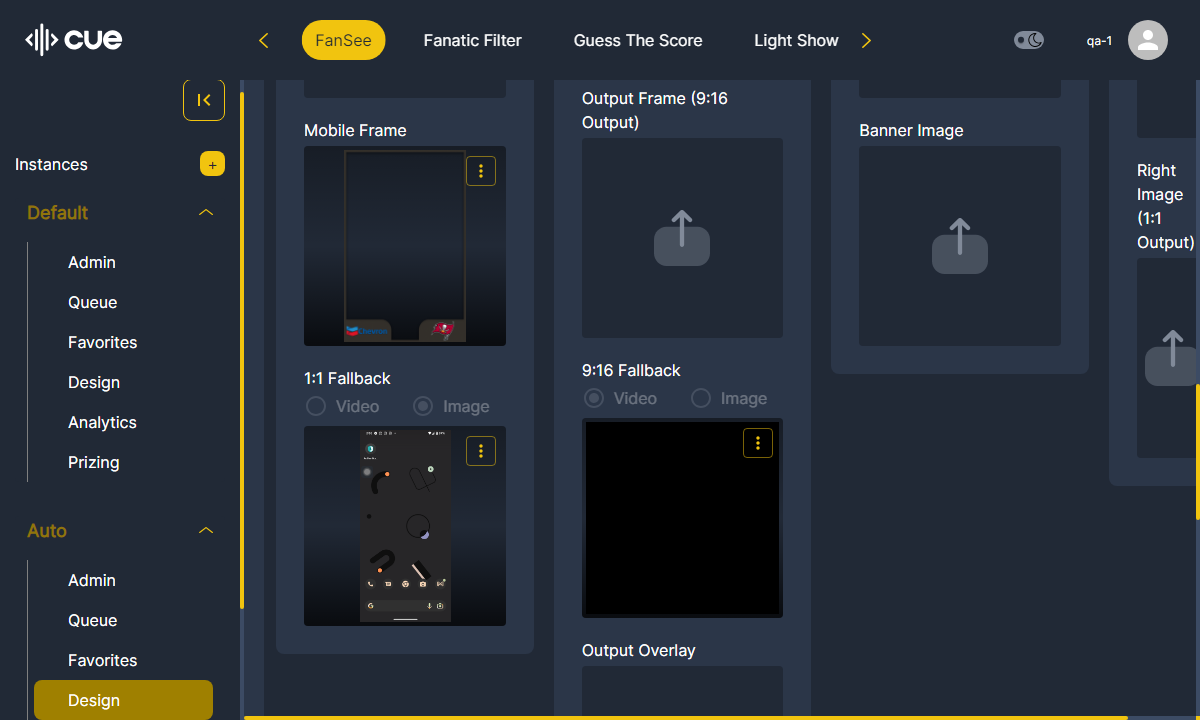 cue
FanSee
Fanatic Filter
Guess The Score
Light Show
qa-1
Instances
+
Default
Admin
Queue
Favorites
Design
Analytics
Prizing
Auto
Admin
Queue
Favorites
Design
Mobile Frame
1:1 Fallback
Video
Image
Output Frame (9:16
Output)
9:16 Fallback
Video
Image
Output Overlay
Banner Image
Right
Image
(1:1
Output)